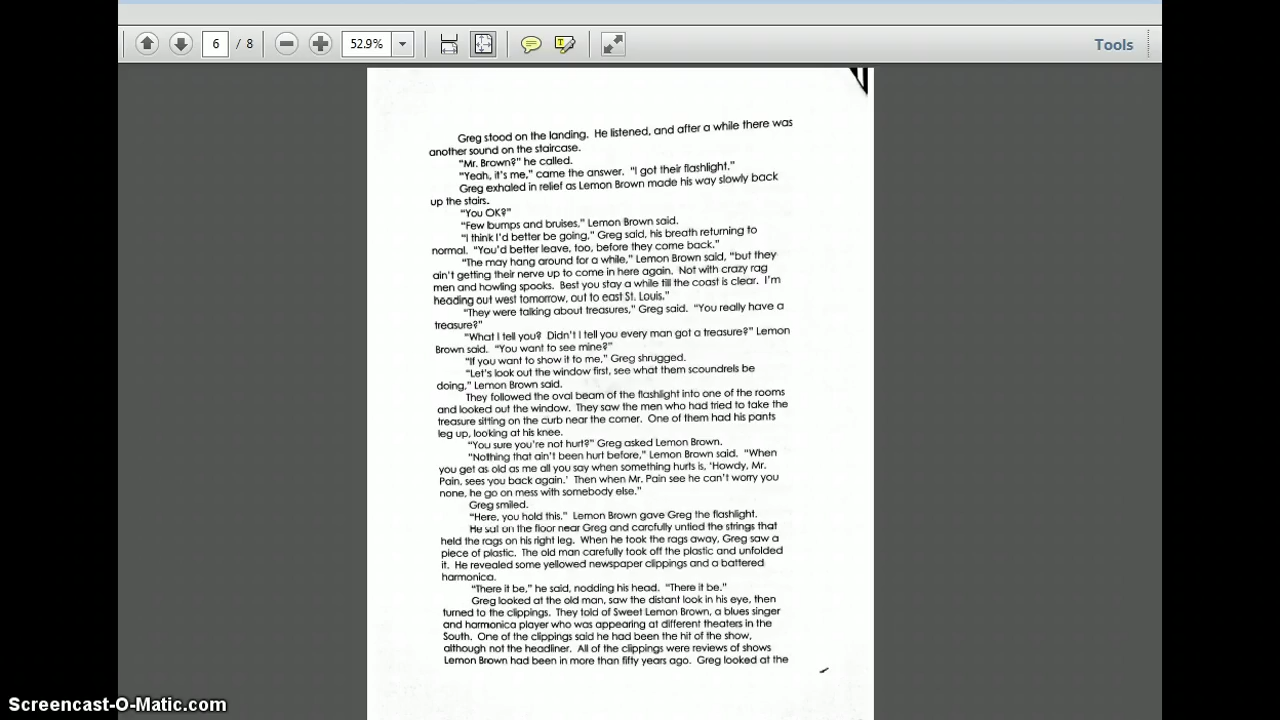 6 / 8
52.9%
Tools
Greg stood on the landing. He listened, and after a while there was
another sound on the staircase.
"Mr. Brown?" he called.
"Yeah, it's me," came the answer. "I got their flashlight."
Greg exhaled in relief as Lemon Brown made his way slowly back
up the stairs.
"You OK?"
"Few bumps and bruises," Lemon Brown said.
"I think I'd better be going," Greg said, his breath returning to
normal. "You'd better leave, too, before they come back."
"The may hang around for a while," Lemon Brown said, "but they
ain't getting their nerve up to come in here again. Not with crazy rag
men and howling spooks. Best you stay a while till the coast is clear. I'm
heading out west tomorrow, out to east St. Louis."
"They were talking about treasures," Greg said. "You really have a
treasure?"
"What I tell you? Didn't I tell you every man got a treasure?" Lemon
Brown said. "You want to see mine?"
"If you want to show it to me," Greg shrugged.
"Let's look out the window first, see what them scoundrels be
doing," Lemon Brown said.
They followed the oval beam of the flashlight into one of the rooms
and looked out the window. They saw the men who had tried to take the
treasure sitting on the curb near the corner. One of them had his pants
leg up, looking at his knee.
"You sure you're not hurt?" Greg asked Lemon Brown.
"Nothing that ain't been hurt before," Lemon Brown said. "When
you get as old as me all you say when something hurts is, 'Howdy, Mr.
Pain, sees you back again.' Then when Mr. Pain see he can't worry you
none, he go on mess with somebody else."
Greg smiled.
"Here, you hold this." Lemon Brown gave Greg the flashlight.
He sat on the floor near Greg and carefully untied the strings that
held the rags on his right leg. When he took the rags away, Greg saw a
piece of plastic. The old man carefully took off the plastic and unfolded
it. He revealed some yellowed newspaper clippings and a battered
harmonica.
"There it be," he said, nodding his head. "There it be."
Greg looked at the old man, saw the distant look in his eye, then
turned to the clippings. They told of Sweet Lemon Brown, a blues singer
and harmonica player who was appearing at different theaters in the
South. One of the clippings said he had been the hit of the show,
although not the headliner. All of the clippings were reviews of shows
Lemon Brown had been in more than fifty years ago. Greg looked at the
Screencast-O-Matic.com